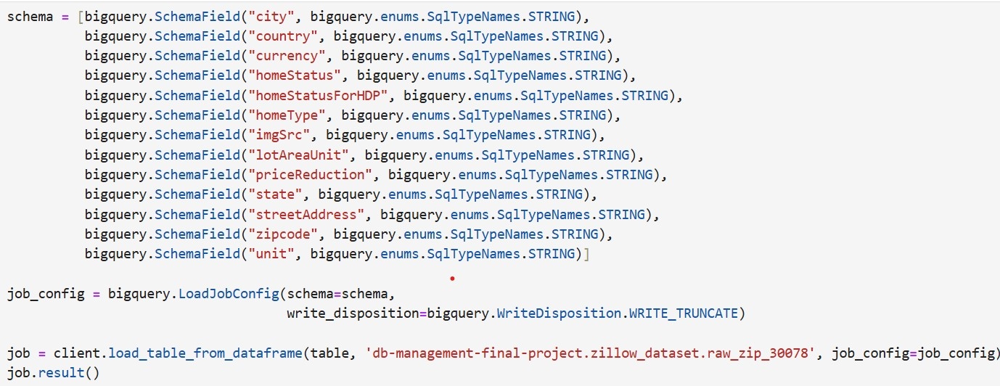 schema = [bigquery.SchemaField("city", bigquery.enums.SqlTypeNames.STRING),
          bigquery.SchemaField("country", bigquery.enums.SqlTypeNames.STRING),
          bigquery.SchemaField("currency", bigquery.enums.SqlTypeNames.STRING),
          bigquery.SchemaField("homeStatus", bigquery.enums.SqlTypeNames.STRING),
          bigquery.SchemaField("homeStatusForHDP", bigquery.enums.SqlTypeNames.STRING),
          bigquery.SchemaField("homeType", bigquery.enums.SqlTypeNames.STRING),
          bigquery.SchemaField("imgSrc", bigquery.enums.SqlTypeNames.STRING),
          bigquery.SchemaField("lotAreaUnit", bigquery.enums.SqlTypeNames.STRING),
          bigquery.SchemaField("priceReduction", bigquery.enums.SqlTypeNames.STRING),
          bigquery.SchemaField("state", bigquery.enums.SqlTypeNames.STRING),
          bigquery.SchemaField("streetAddress", bigquery.enums.SqlTypeNames.STRING),
          bigquery.SchemaField("zipcode", bigquery.enums.SqlTypeNames.STRING),
          bigquery.SchemaField("unit", bigquery.enums.SqlTypeNames.STRING)]
job_config = bigquery.LoadJobConfig(schema=schema,
                                    write_disposition=bigquery.WriteDisposition.WRITE_TRUNCATE)
job = client.load_table_from_dataframe(table, 'db-management-final-project.zillow_dataset.raw_zip_30078', job_config=job_config)
job.result()